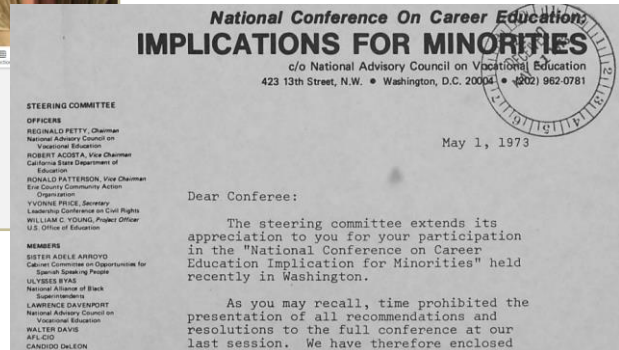 National Conference On Career Education:
IMPLICATIONS FOR MINORITIES
c/o National Advisory Council on Vocational Education
423 13th Street, N.W. • Washington, D.C. 20004 • (202) 962-0781
May 1, 1973
STEERING COMMITTEE
OFFICERS
REGINALD PETTY, Chairman
National Advisory Council on
Vocational Education
ROBERT ACOSTA, Vice Chairman
California State Department of
Education
RONALD PATTERSON, Vice Chairman
Erie County Community Action
Organization
YVONNE PRICE, Secretary
Leadership Conference on Civil Rights
WILLIAM C. YOUNG, Project Officer
U.S. Office of Education
MEMBERS
SISTER ADELE ARROYO
Cabinet Committee on Opportunities for
Spanish Speaking People
ULYSSES BYAS
National Alliance of Black
Superintendents
LAWRENCE DAVENPORT
National Advisory Council on
Vocational Education
WALTER DAVIS
AFL-CIO
CANDIDO DeLEON
Dear Conferee:
The steering committee extends its
appreciation to you for your participation
in the "National Conference on Career
Education Implication for Minorities" held
recently in Washington.
As you may recall, time prohibited the
presentation of all recommendations and
resolutions to the full conference at our
last session. We have therefore enclosed